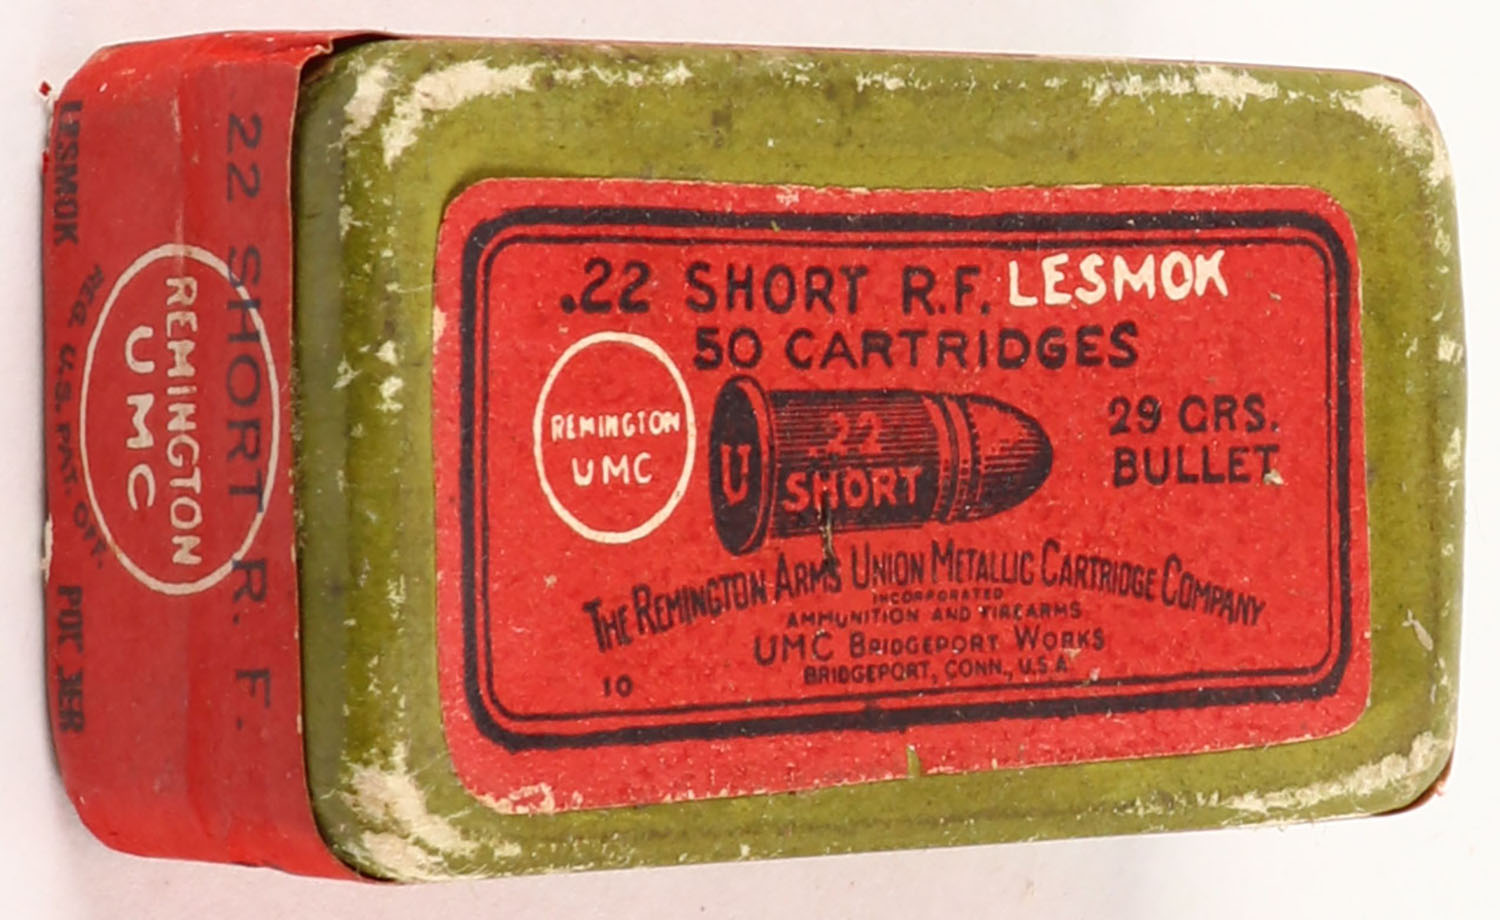 .22 SHORT R.F. LESMOK
50 CARTRIDGES
REMINGTON
UMC
U
.22
SHORT
29 GRS.
BULLET
THE REMINGTON ARMS UNION METALLIC CARTRIDGE COMPANY
INCORPORATED
AMMUNITION AND FIREARMS
UMC BRIDGEPORT WORKS
BRIDGEPORT, CONN., U.S.A.
10
22 SHORT R. F.
REMINGTON
UMC
LESMOK
REG. U.S. PAT. OFF.